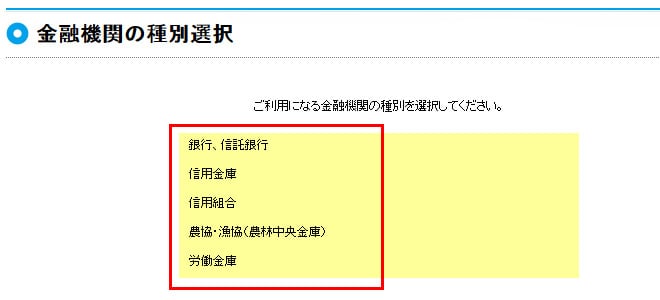 金融機関の種別選択
ご利用になる金融機関の種別を選択してください。
銀行、信託銀行
信用金庫
信用組合
農協・漁協(農林中央金庫)
労働金庫